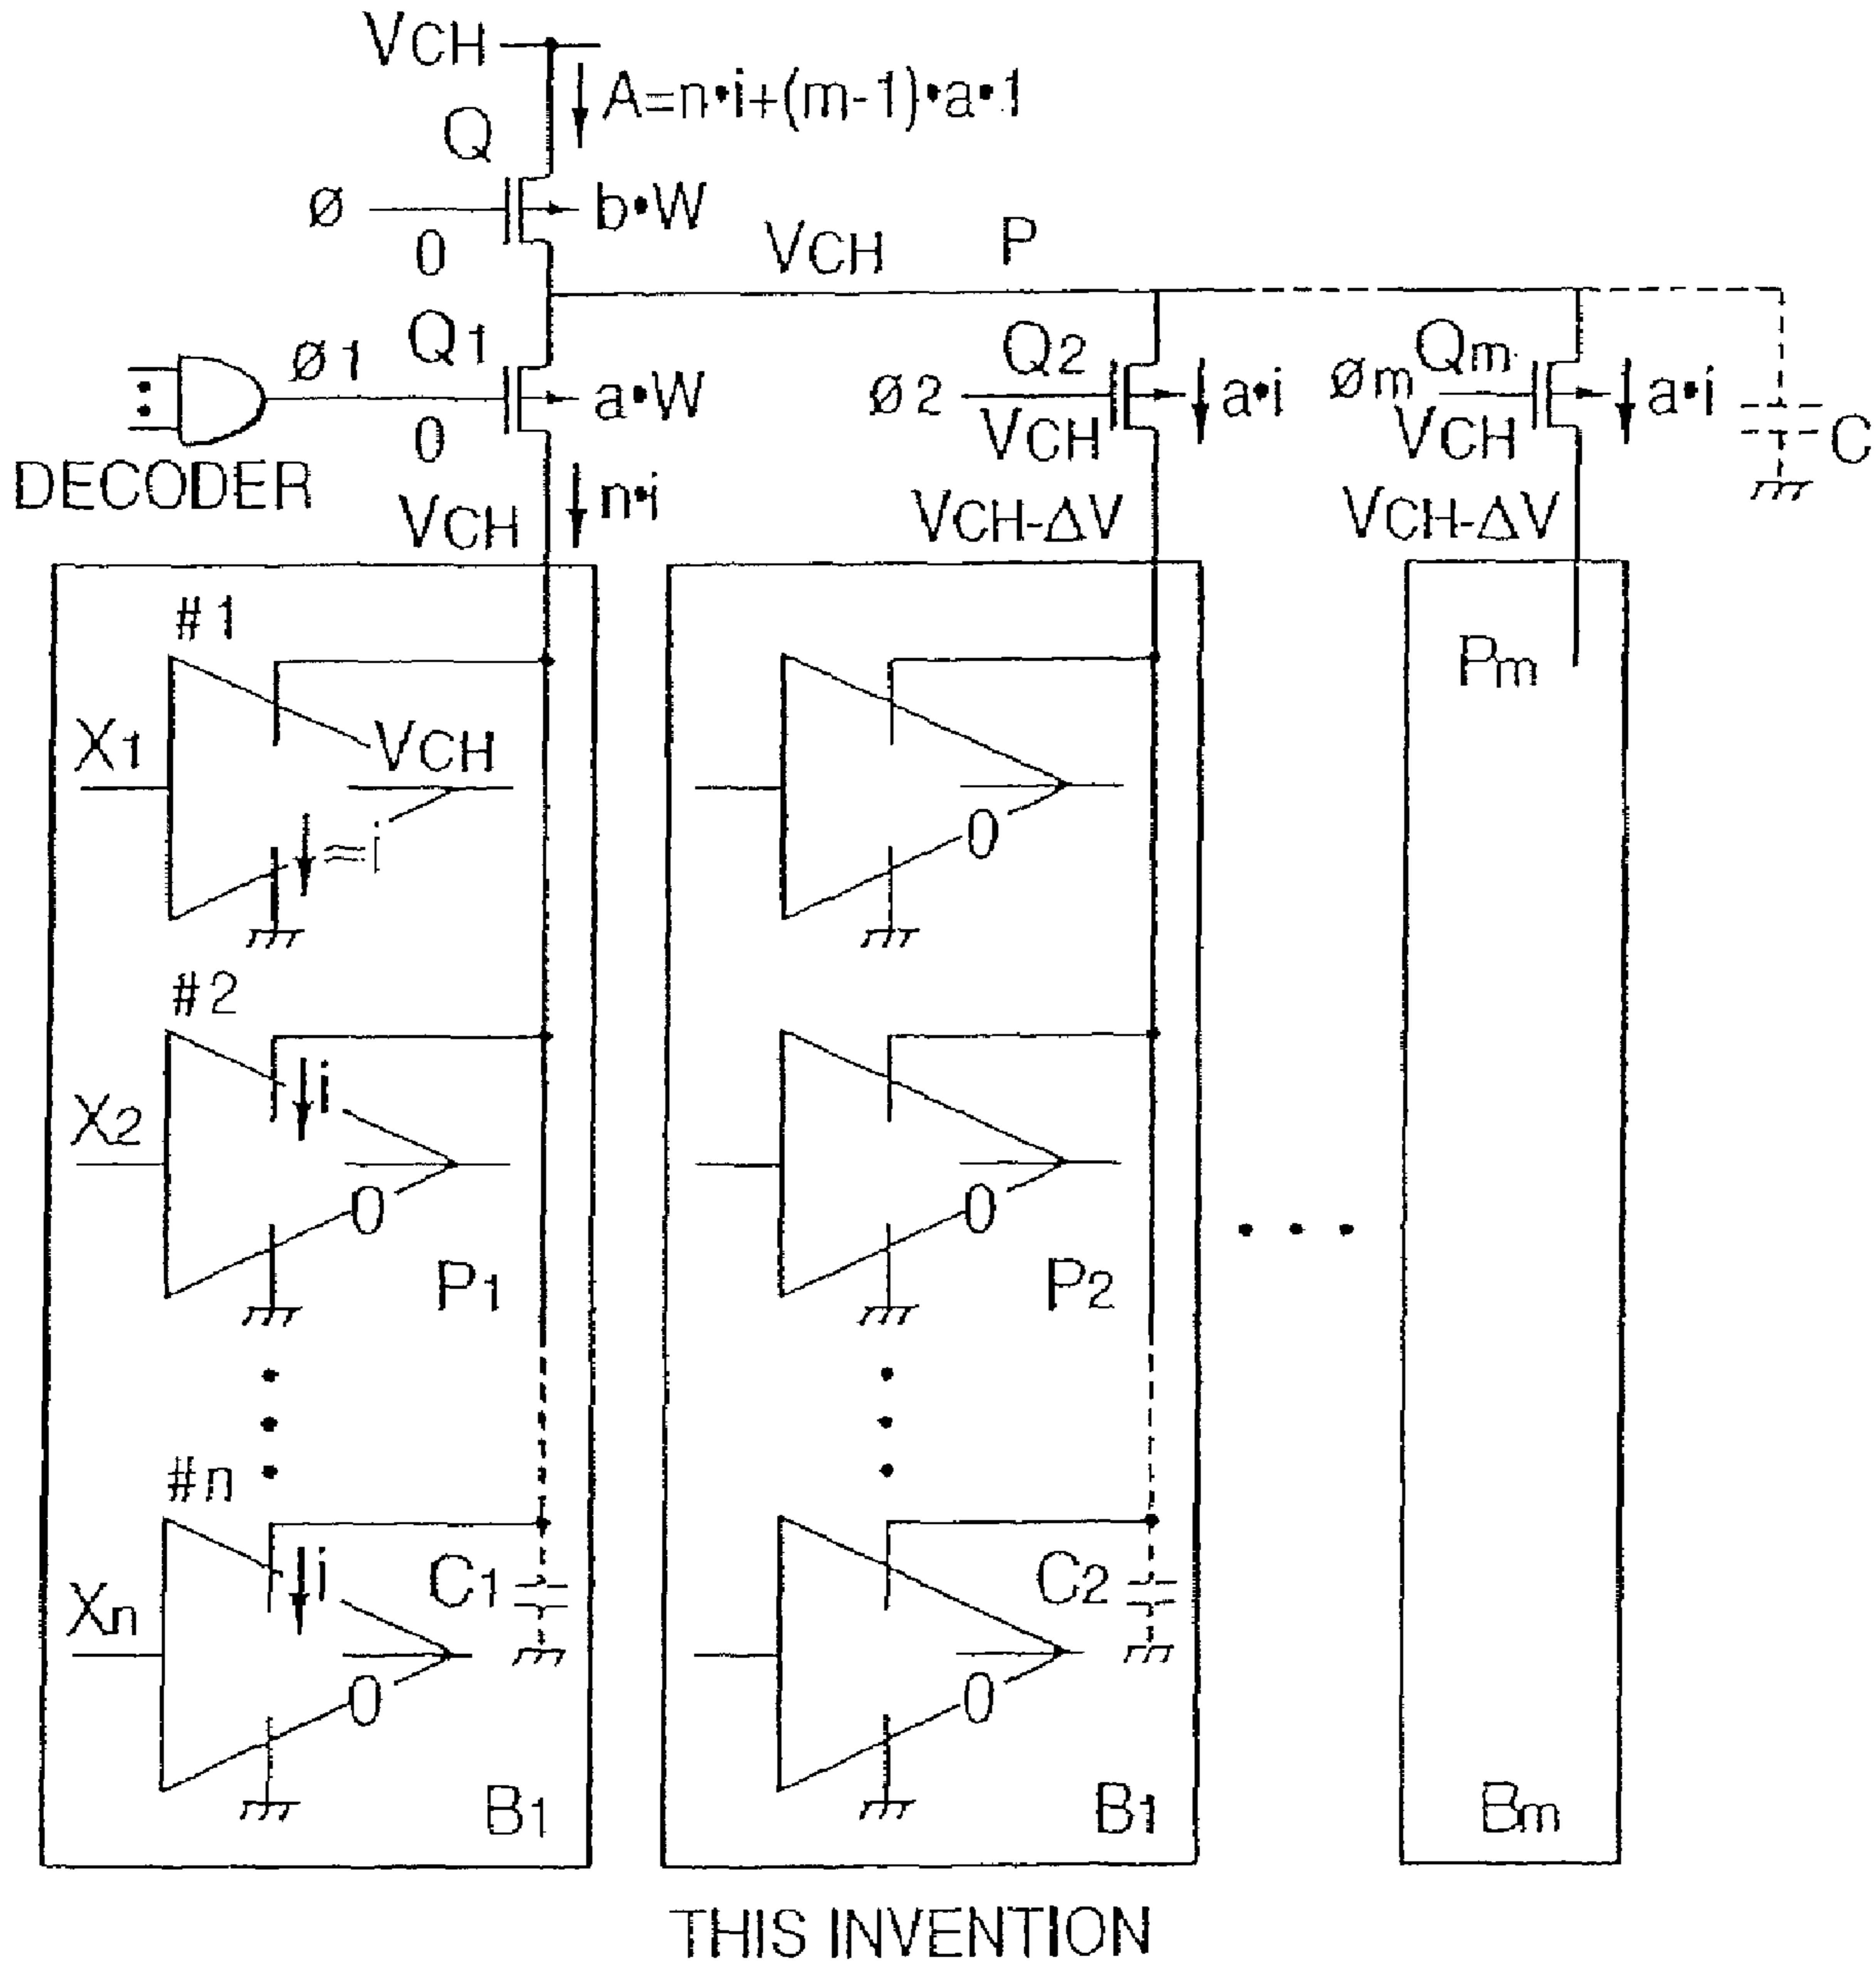 VCH
A=n•i+(m-1)•a•1
Q
ø
b•W
0
VCH
P
Q1
ø1
a•W
0
DECODER
VCH
n•i
Q2
ø2
a•i
VCH
VCH-ΔV
Qm
øm
a•i
VCH
VCH-ΔV
C
#1
X1
VCH
≈i
#2
X2
i
0
P1
#n
Xn
i
0
C1
B1
0
0
P2
C2
0
B1
Pm
Bm
THIS INVENTION